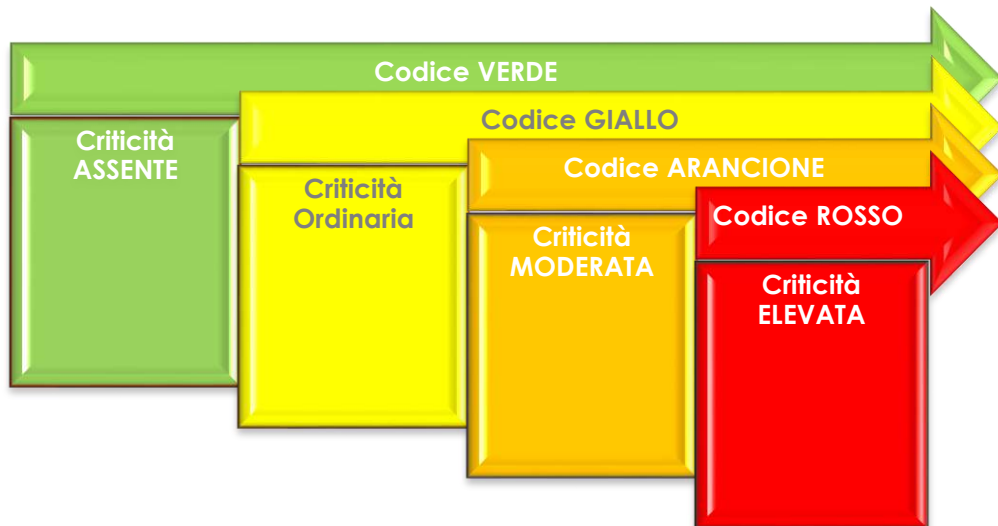 Codice VERDE
Criticità
ASSENTE
Codice GIALLO
Criticità
Ordinaria
Codice ARANCIONE
Criticità
MODERATA
Codice ROSSO
Criticità
ELEVATA